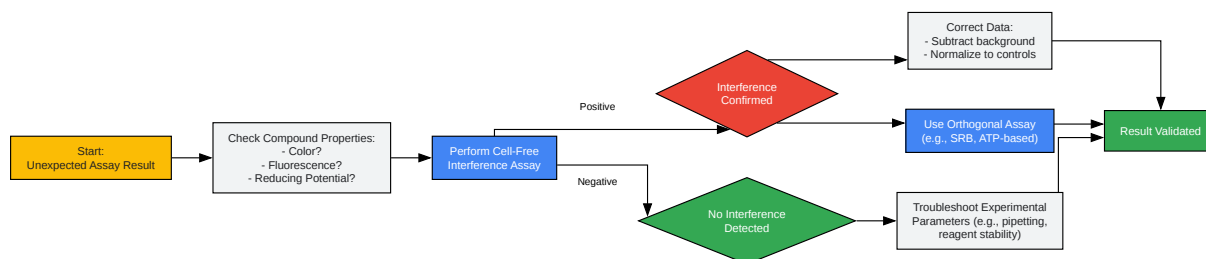 Start:
Unexpected Assay Result
Check Compound Properties:
- Color?
- Fluorescence?
- Reducing Potential?
Perform Cell-Free
Interference Assay
Positive
Negative
Interference
Confirmed
No Interference
Detected
Correct Data:
- Subtract background
- Normalize to controls
Use Orthogonal Assay
(e.g., SRB, ATP-based)
Troubleshoot Experimental
Parameters (e.g., pipetting,
reagent stability)
Result Validated